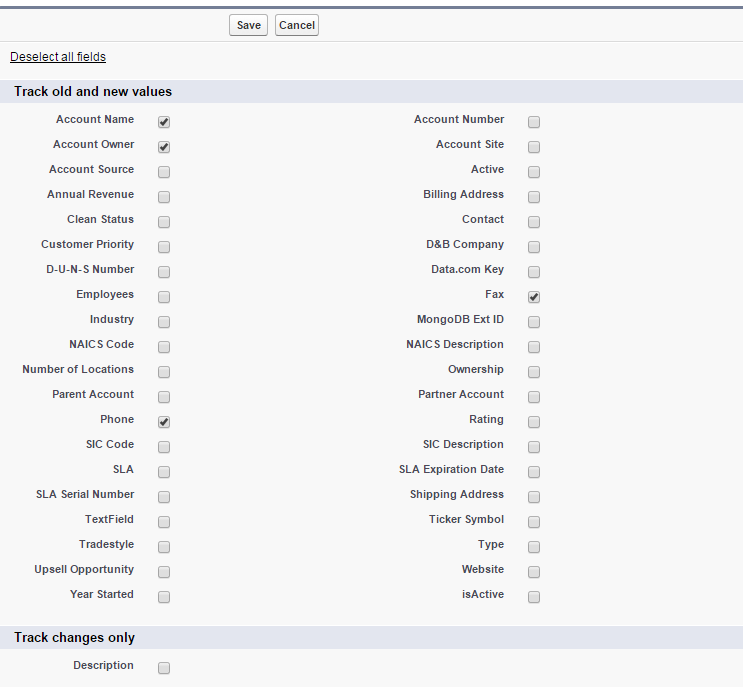 Save Cancel
Deselect all fields
Track old and new values
Account Name Account Number
Account Owner Account Site
Account Source Active
Annual Revenue Billing Address
Clean Status Contact
Customer Priority D&B Company
D-U-N-S Number Data.com Key
Employees Fax
Industry MongoDB Ext ID
NAICS Code NAICS Description
Number of Locations Ownership
Parent Account Partner Account
Phone Rating
SIC Code SIC Description
SLA SLA Expiration Date
SLA Serial Number Shipping Address
TextField Ticker Symbol
Tradestyle Type
Upsell Opportunity Website
Year Started isActive
Track changes only
Description